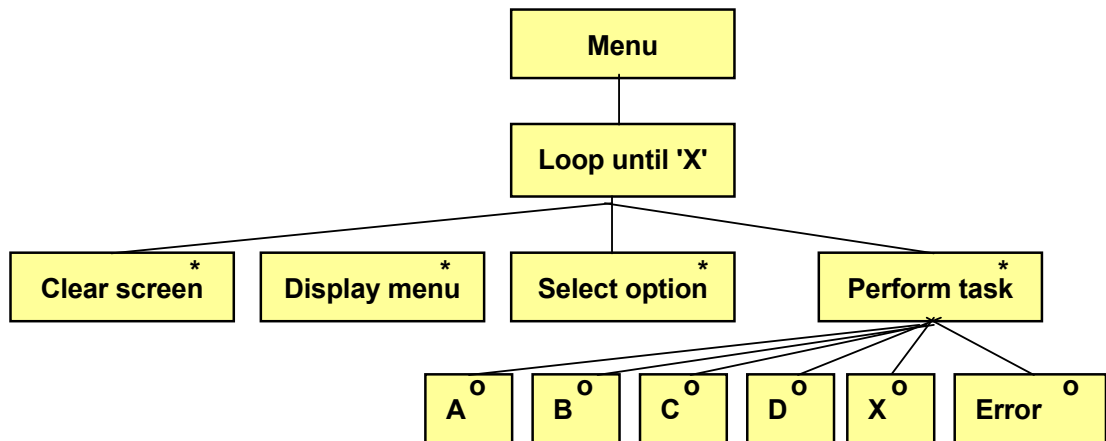 Menu
Loop until 'X'
Clear screen *
Display menu *
Select option *
Perform task *
A o
B o
C o
D o
X o
Error o